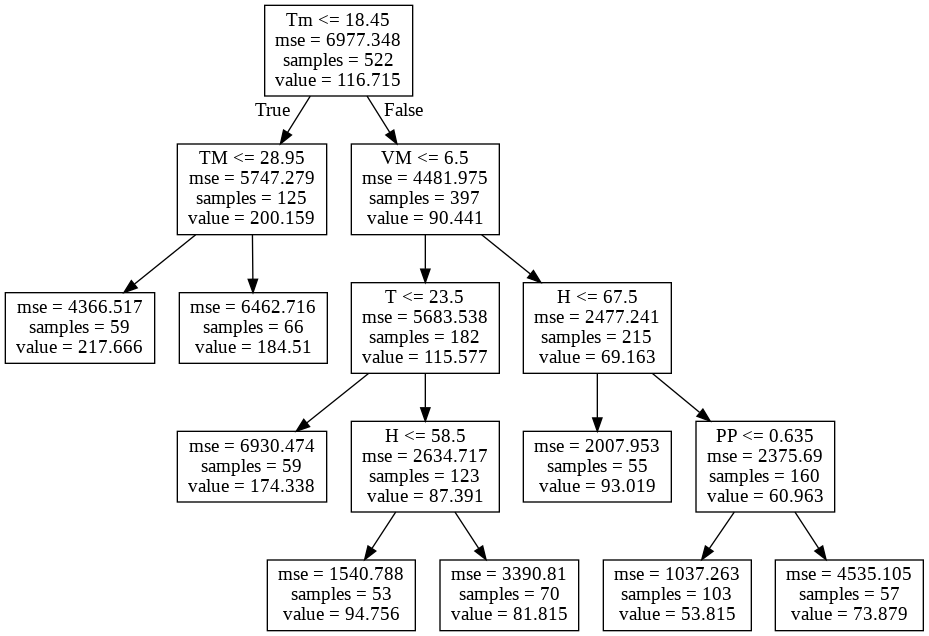 Tm <= 18.45
mse = 6977.348
samples = 522
value = 116.715
True
False
TM <= 28.95
mse = 5747.279
samples = 125
value = 200.159
VM <= 6.5
mse = 4481.975
samples = 397
value = 90.441
mse = 4366.517
samples = 59
value = 217.666
mse = 6462.716
samples = 66
value = 184.51
T <= 23.5
mse = 5683.538
samples = 182
value = 115.577
H <= 67.5
mse = 2477.241
samples = 215
value = 69.163
mse = 6930.474
samples = 59
value = 174.338
H <= 58.5
mse = 2634.717
samples = 123
value = 87.391
mse = 2007.953
samples = 55
value = 93.019
PP <= 0.635
mse = 2375.69
samples = 160
value = 60.963
mse = 1540.788
samples = 53
value = 94.756
mse = 3390.81
samples = 70
value = 81.815
mse = 1037.263
samples = 103
value = 53.815
mse = 4535.105
samples = 57
value = 73.879